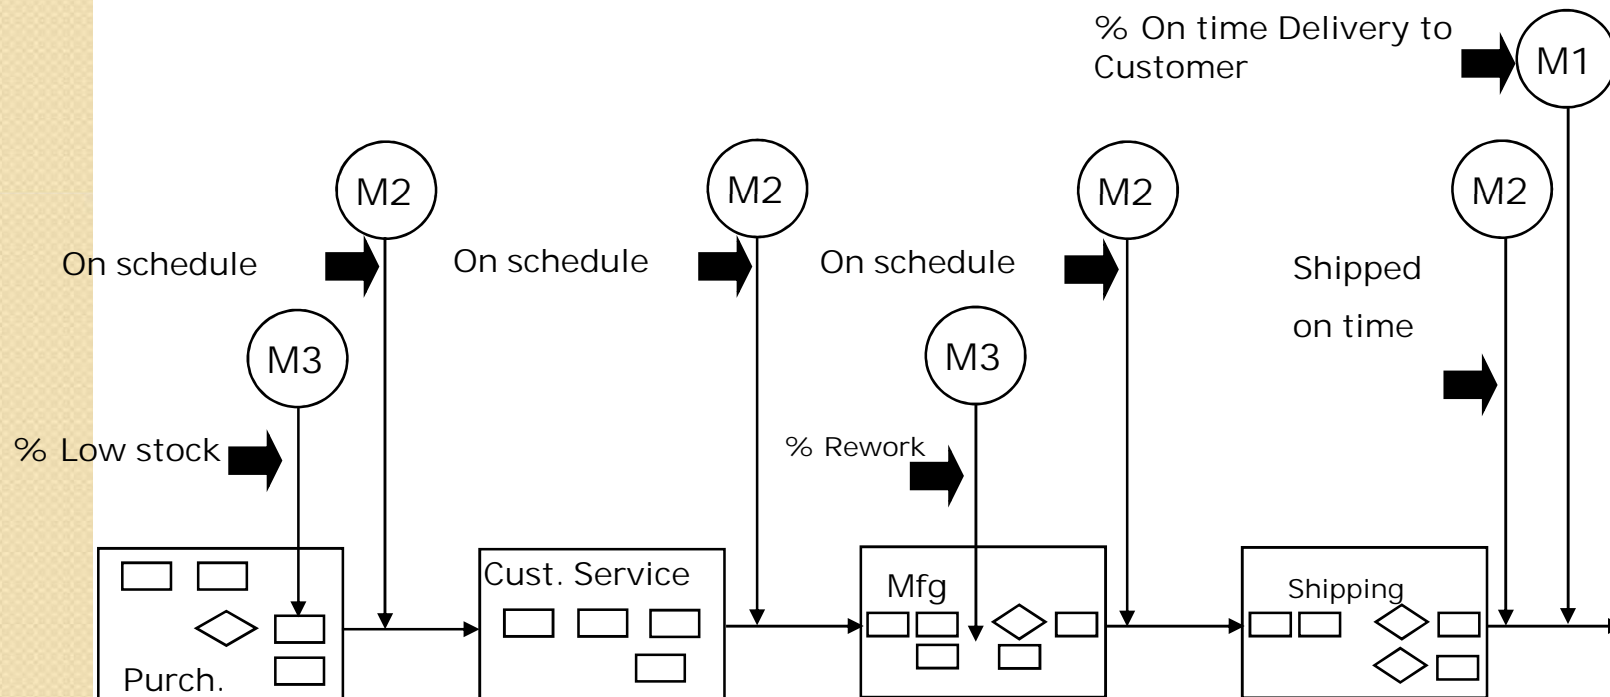 % On time Delivery to
Customer
M1
M2
M2
M2
M2
On schedule
On schedule
On schedule
Shipped
on time
M3
M3
% Low stock
% Rework
Cust. Service
Mfg
Shipping
Purch.